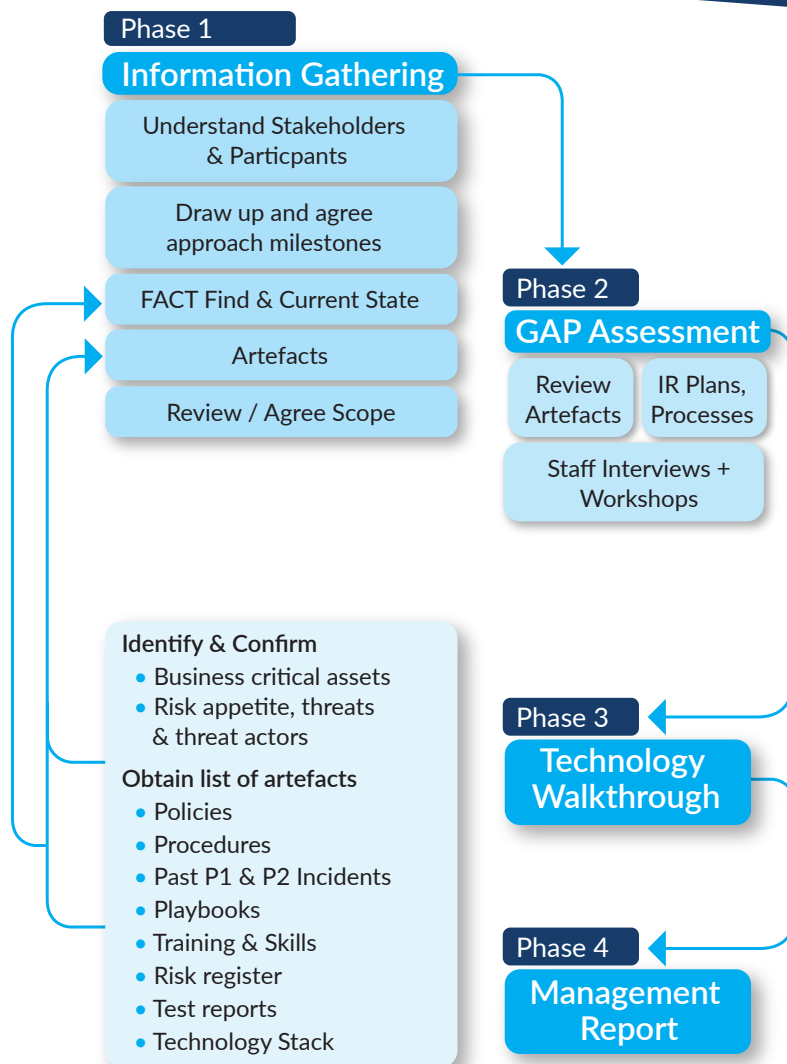 Phase 1
Information Gathering
Understand Stakeholders
& Particpants
Draw up and agree
approach milestones
FACT Find & Current State
Artefacts
Review / Agree Scope
Phase 2
GAP Assessment
Review
Artefacts
IR Plans,
Processes
Staff Interviews +
Workshops
Identify & Confirm
• Business critical assets
• Risk appetite, threats
& threat actors
Obtain list of artefacts
• Policies
• Procedures
• Past P1 & P2 Incidents
• Playbooks
• Training & Skills
• Risk register
• Test reports
• Technology Stack
Phase 3
Technology
Walkthrough
Phase 4
Management
Report